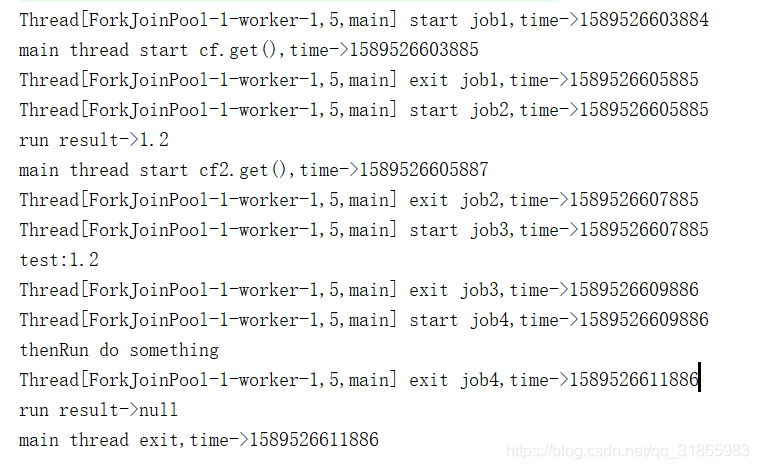 Thread[ForkJoinPool-1-worker-1,5,main] start job1,time->1589526603884
main thread start cf.get(),time->1589526603885
Thread[ForkJoinPool-1-worker-1,5,main] exit job1,time->1589526605885
Thread[ForkJoinPool-1-worker-1,5,main] start job2,time->1589526605885
run result->1.2
main thread start cf2.get(),time->1589526605887
Thread[ForkJoinPool-1-worker-1,5,main] exit job2,time->1589526607885
Thread[ForkJoinPool-1-worker-1,5,main] start job3,time->1589526607885
test:1.2
Thread[ForkJoinPool-1-worker-1,5,main] exit job3,time->1589526609886
Thread[ForkJoinPool-1-worker-1,5,main] start job4,time->1589526609886
thenRun do something
Thread[ForkJoinPool-1-worker-1,5,main] exit job4,time->1589526611886
run result->null
main thread exit,time->1589526611886
https://blog.csdn.net/qq_31865983